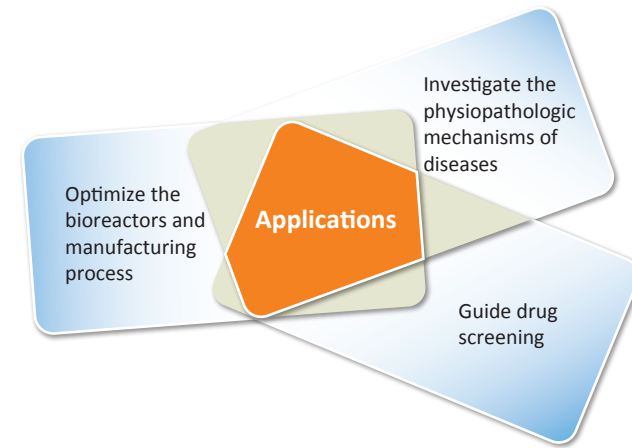 Investigate the
physiopathologic
mechanisms of
diseases
Optimize the
bioreactors and
manufacturing
process
Applications
Guide drug
screening